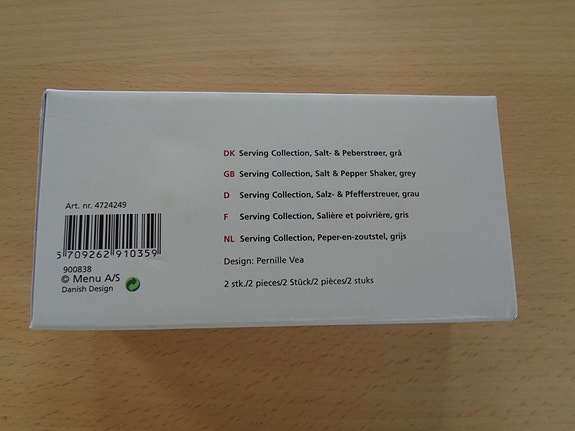 DK Serving Collection, Salt- & Peberstrøer, grå
GB Serving Collection, Salt & Pepper Shaker, grey
D Serving Collection, Salz- & Pfefferstreuer, grau
F Serving Collection, Salière et poivrière, gris
NL Serving Collection, Peper-en-zoutstel, grijs
Design: Pernille Vea
2 stk./2 pieces/2 Stück/2 pièces/2 stuks
Art. nr. 4724249
5 709262 910359
900838
© Menu A/S
Danish Design